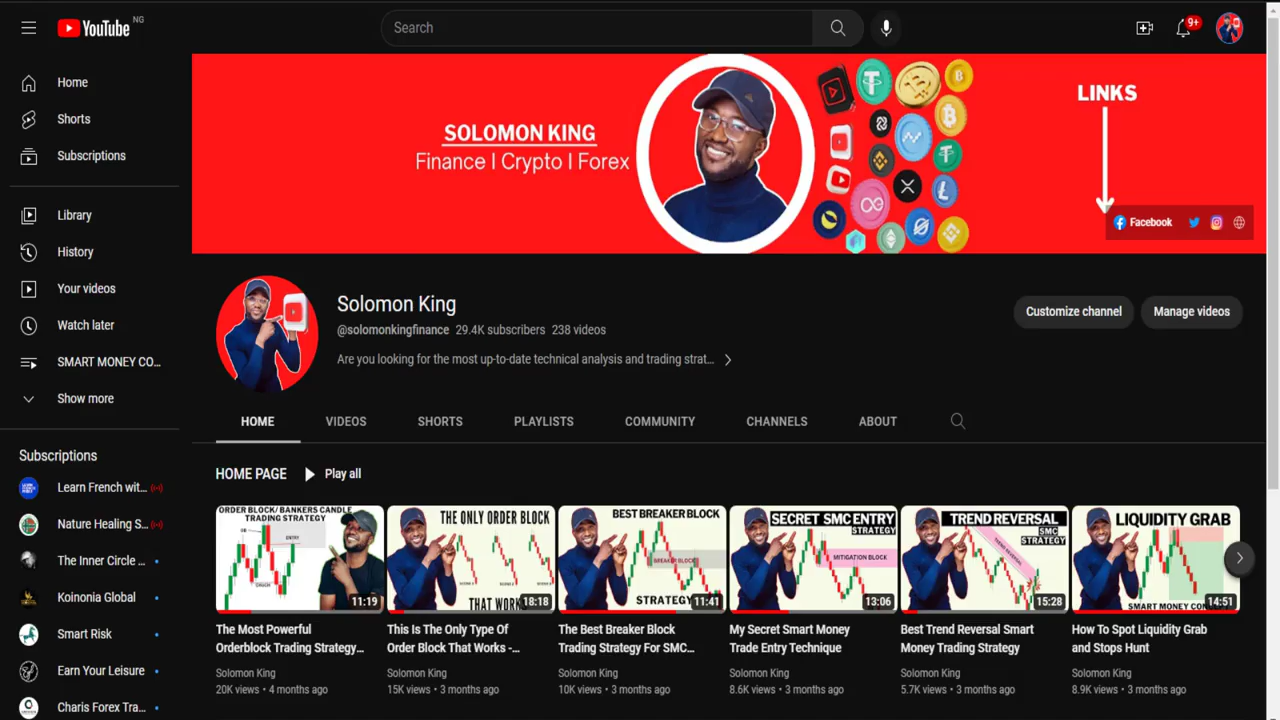 YouTube NG
Search
9+
Home
Shorts
Subscriptions
Library
History
Your videos
Watch later
SMART MONEY CO...
Show more
Subscriptions
Learn French wit...
Nature Healing S...
The Inner Circle ...
Koinonia Global
Smart Risk
Earn Your Leisure
Charis Forex Tra...
SOLOMON KING
Finance | Crypto | Forex
LINKS
Facebook
Solomon King
@solomonkingfinance 29.4K subscribers 238 videos
Are you looking for the most up-to-date technical analysis and trading strat...
Customize channel
Manage videos
HOME VIDEOS SHORTS PLAYLISTS COMMUNITY CHANNELS ABOUT
HOME PAGE Play all
ORDER BLOCK/ BANKERS CANDLE
TRADING STRATEGY
OB
ENTRY
CHOCH
11:19
The Most Powerful
Orderblock Trading Strategy...
Solomon King
20K views • 4 months ago
THE ONLY ORDER BLOCK
THAT WORK
18:18
This Is The Only Type Of
Order Block That Works -...
Solomon King
15K views • 3 months ago
BEST BREAKER BLOCK
BREAKER BLOCK
STRATEGY
11:41
The Best Breaker Block
Trading Strategy For SMC...
Solomon King
10K views • 3 months ago
SECRET SMC ENTRY
STRATEGY
MITIGATION BLOCK
13:06
My Secret Smart Money
Trade Entry Technique
Solomon King
8.6K views • 3 months ago
TREND REVERSAL
SMC
STRATEGY
TREND REVERSAL
15:28
Best Trend Reversal Smart
Money Trading Strategy
Solomon King
5.7K views • 3 months ago
LIQUIDITY GRAB
SMART MONEY CON
14:51
How To Spot Liquidity Grab
and Stops Hunt
Solomon King
8.9K views • 3 months ago